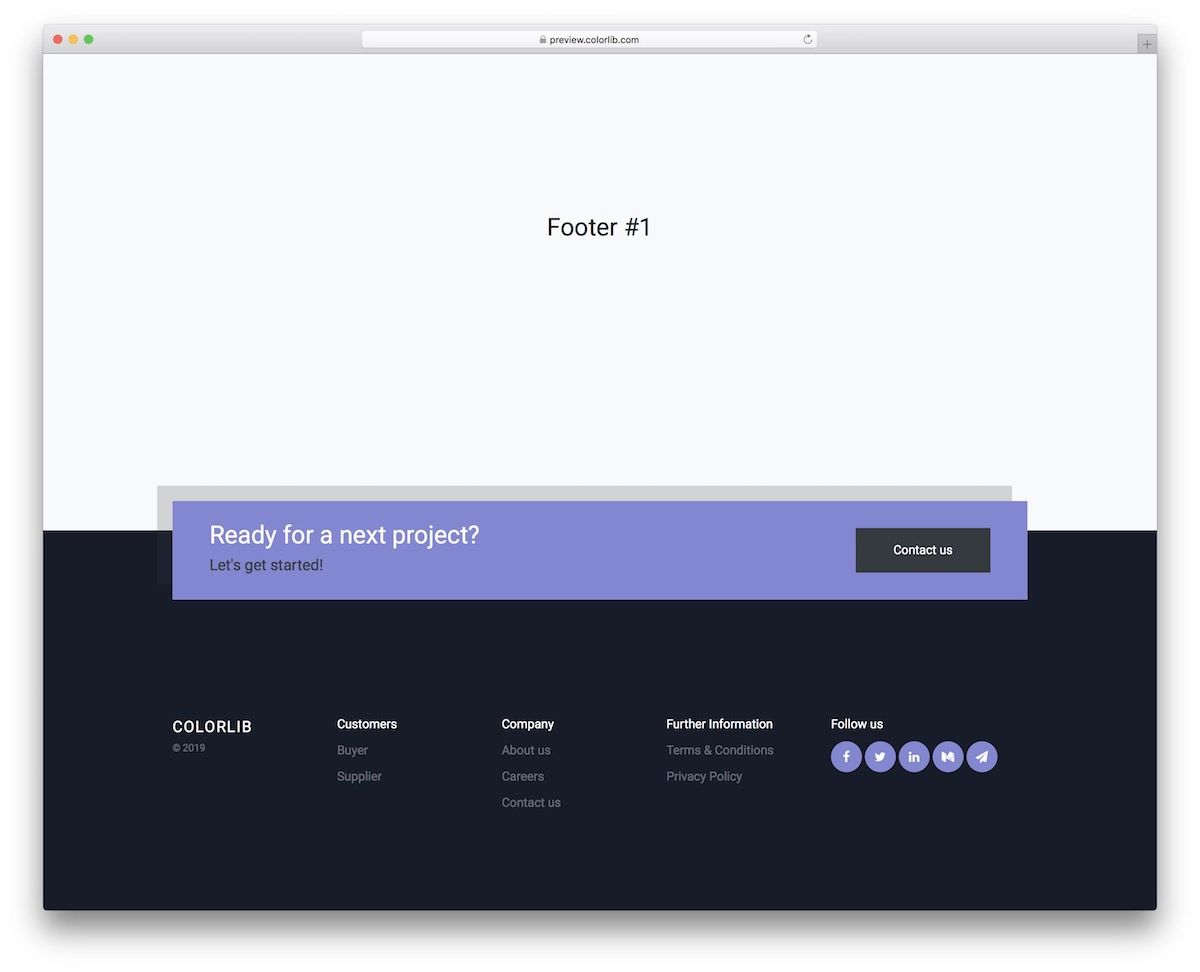 preview.colorlib.com
Footer #1
Ready for a next project?
Let's get started!
Contact us
COLORLIB
© 2019
Customers
Buyer
Supplier
Company
About us
Careers
Contact us
Further Information
Terms & Conditions
Privacy Policy
Follow us